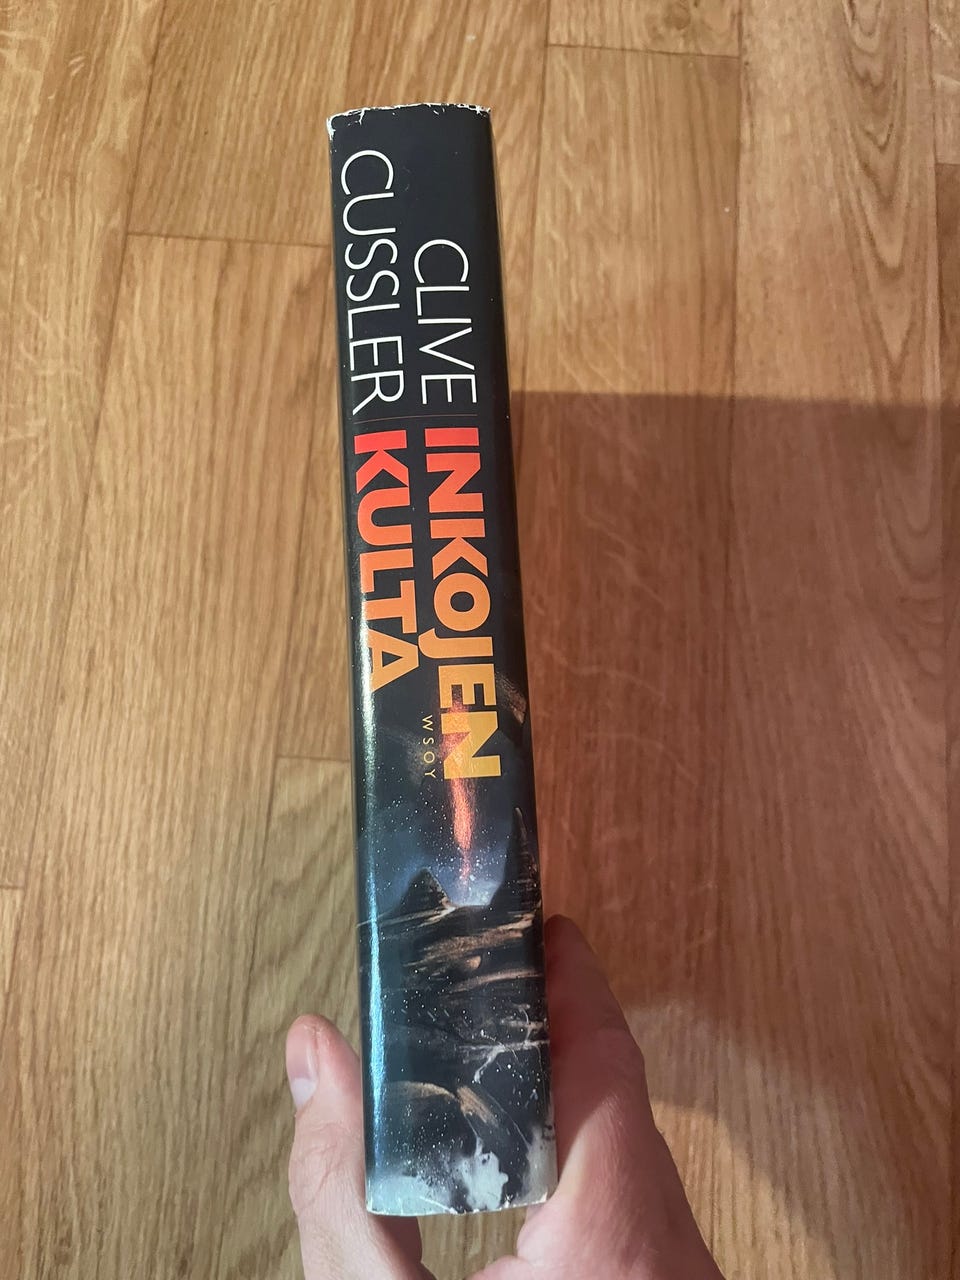 CLIVE
CUSSLER
INKOJEN
KULTA
WSOY